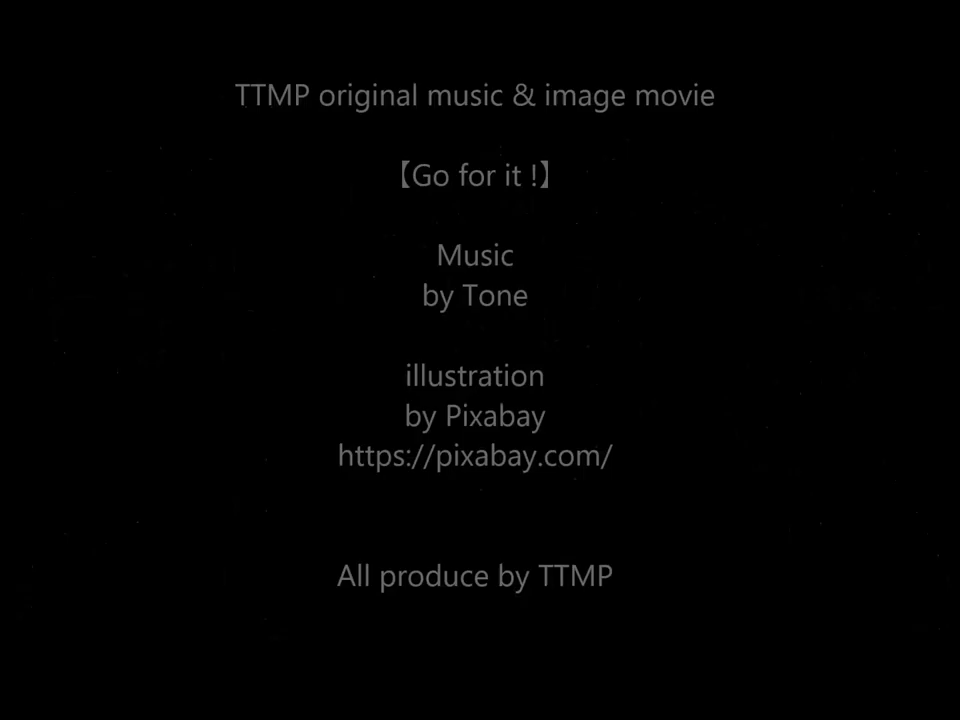 TTMP original music & image movie
【Go for it !】
Music
by Tone
illustration
by Pixabay
https://pixabay.com/
All produce by TTMP